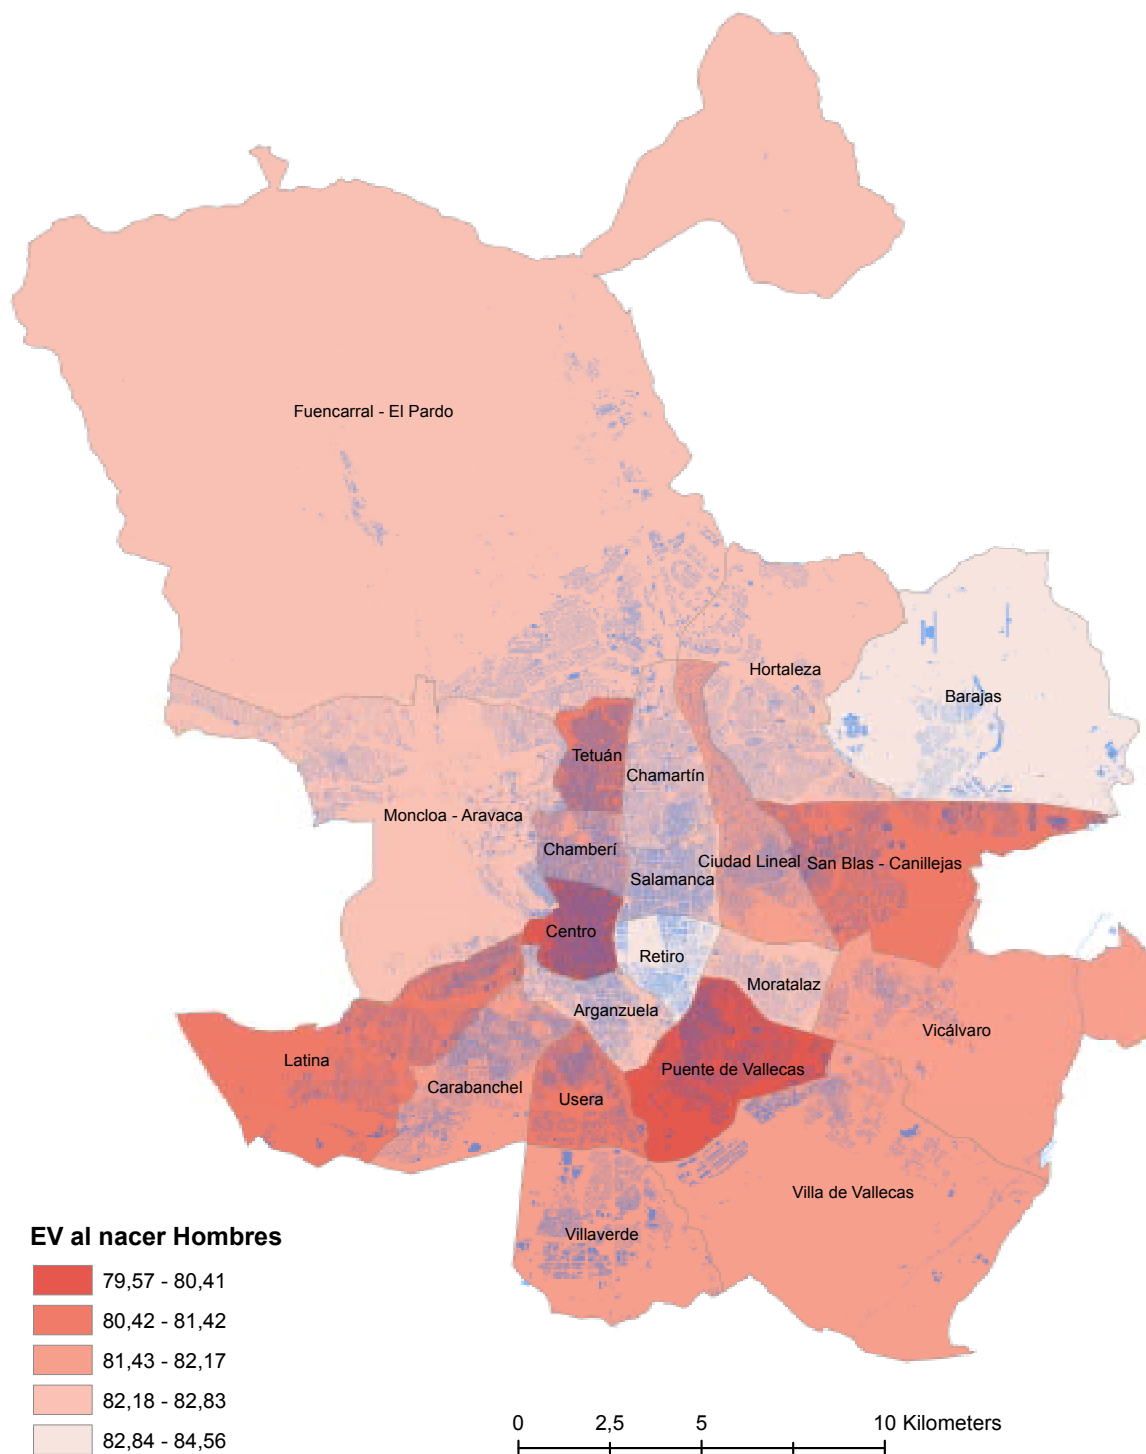 Fuencarral - El Pardo
Hortaleza
Barajas
Tetuán
Chamartín
Moncloa - Aravaca
Chamberí
Ciudad Lineal
San Blas - Canillejas
Salamanca
Centro
Retiro
Moratalaz
Arganzuela
Vicálvaro
Latina
Carabanchel
Usera
Puente de Vallecas
Villa de Vallecas
Villaverde
EV al nacer Hombres
79,57 - 80,41
80,42 - 81,42
81,43 - 82,17
82,18 - 82,83
82,84 - 84,56
0 2,5 5 10 Kilometers